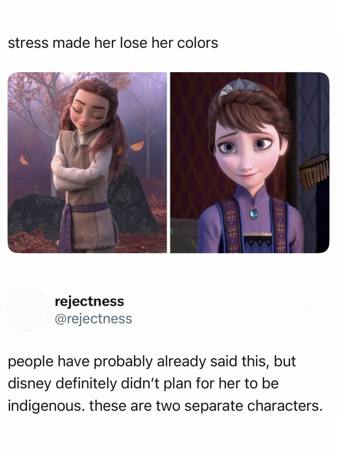 stress made her lose her colors
rejectness
@rejectness
people have probably already said this, but
disney definitely didn’t plan for her to be
indigenous. these are two separate characters.